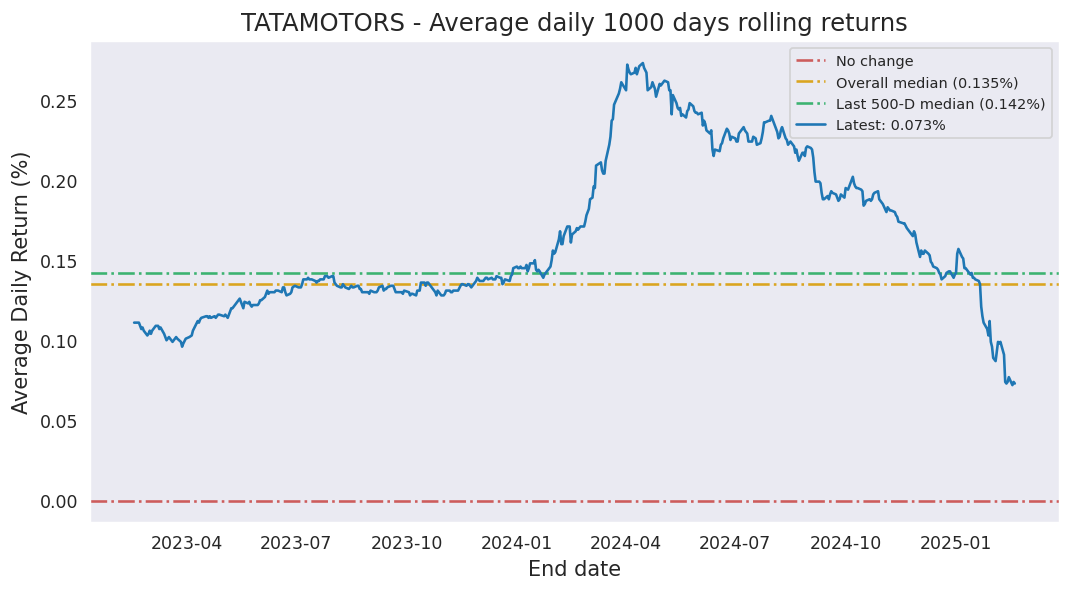 TATAMOTORS - Average daily 1000 days rolling returns
No change
Overall median (0.135%)
Last 500-D median (0.142%)
Latest: 0.073%
Average Daily Return (%)
0.25
0.20
0.15
0.10
0.05
0.00
2023-04 2023-07 2023-10 2024-01 2024-04 2024-07 2024-10 2025-01
End date